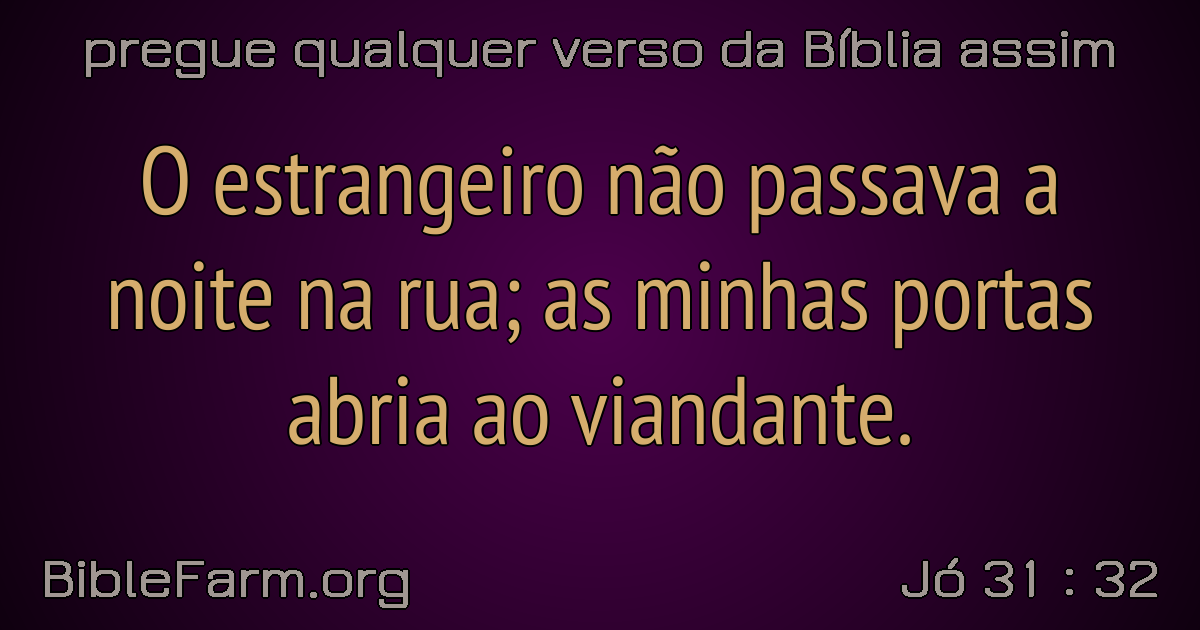 pregue qualquer verso da Bíblia assim
O estrangeiro não passava a
noite na rua; as minhas portas
abria ao viandante.
BibleFarm.org
Jó 31 : 32